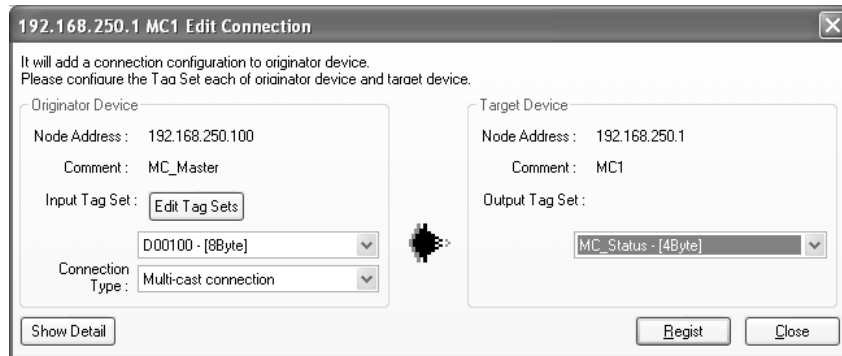 192.168.250.1 MC1 Edit Connection
It will add a connection configuration to originator device.
Please configure the Tag Set each of originator device and target device.
Originator Device
Node Address : 192.168.250.100
Comment : MC_Master
Input Tag Set : Edit Tag Sets
D00100 - [8Byte]
Connection Type : Multi-cast connection
Target Device
Node Address : 192.168.250.1
Comment : MC1
Output Tag Set :
MC_Status - [4Byte]
Show Detail
Regist
Close